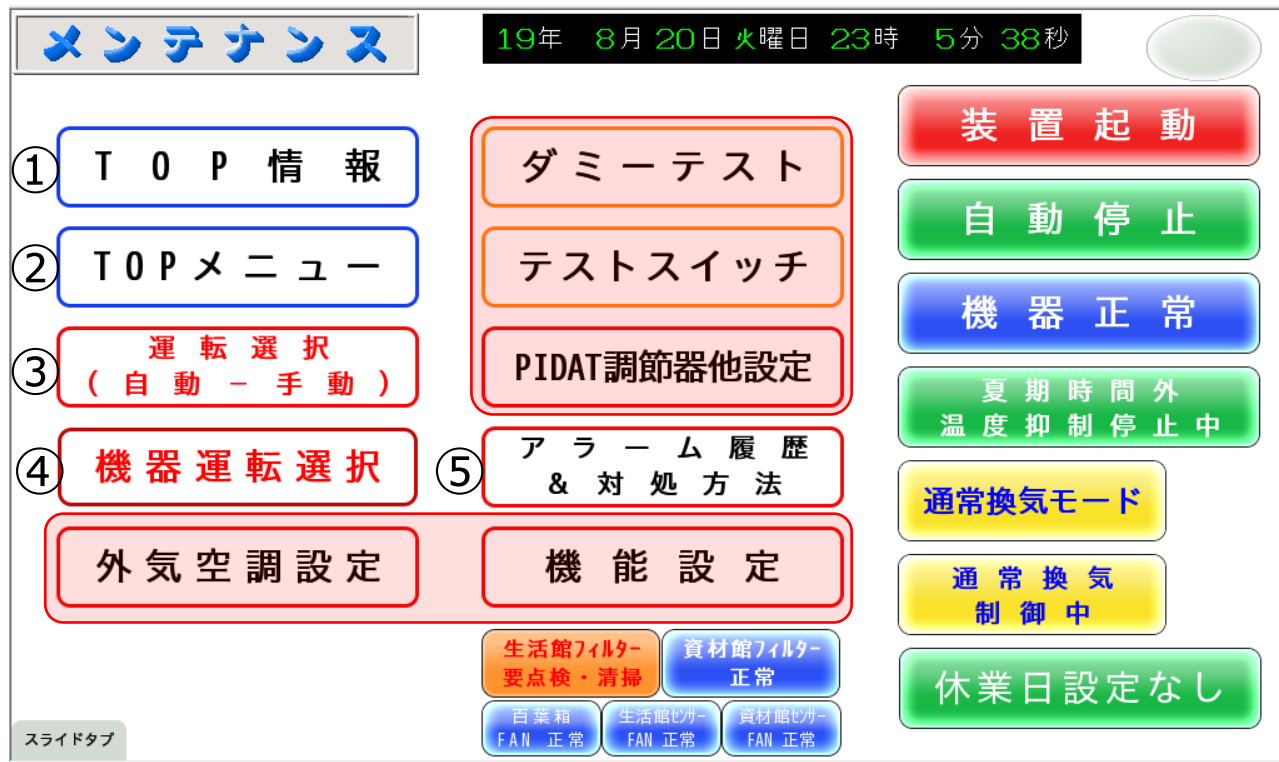 メンテナンス
19年 8月20日火曜日 23時 5分 38秒
① TOP情報
ダミーテスト
② TOPメニュー
テストスイッチ
③ 運転選択
(自動−手動)
PIDAT調節器他設定
④ 機器運転選択
⑤ アラーム履歴
&対処方法
外気空調設定
機能設定
生活館フィルター
要点検・清掃
資材館フィルター
正常
百葉箱
FAN 正常
生活館センサー
FAN 正常
資材館センサー
FAN 正常
装置起動
自動停止
機器正常
夏期時間外
温度抑制停止中
通常換気モード
通常換気
制御中
休業日設定なし
スライドタブ